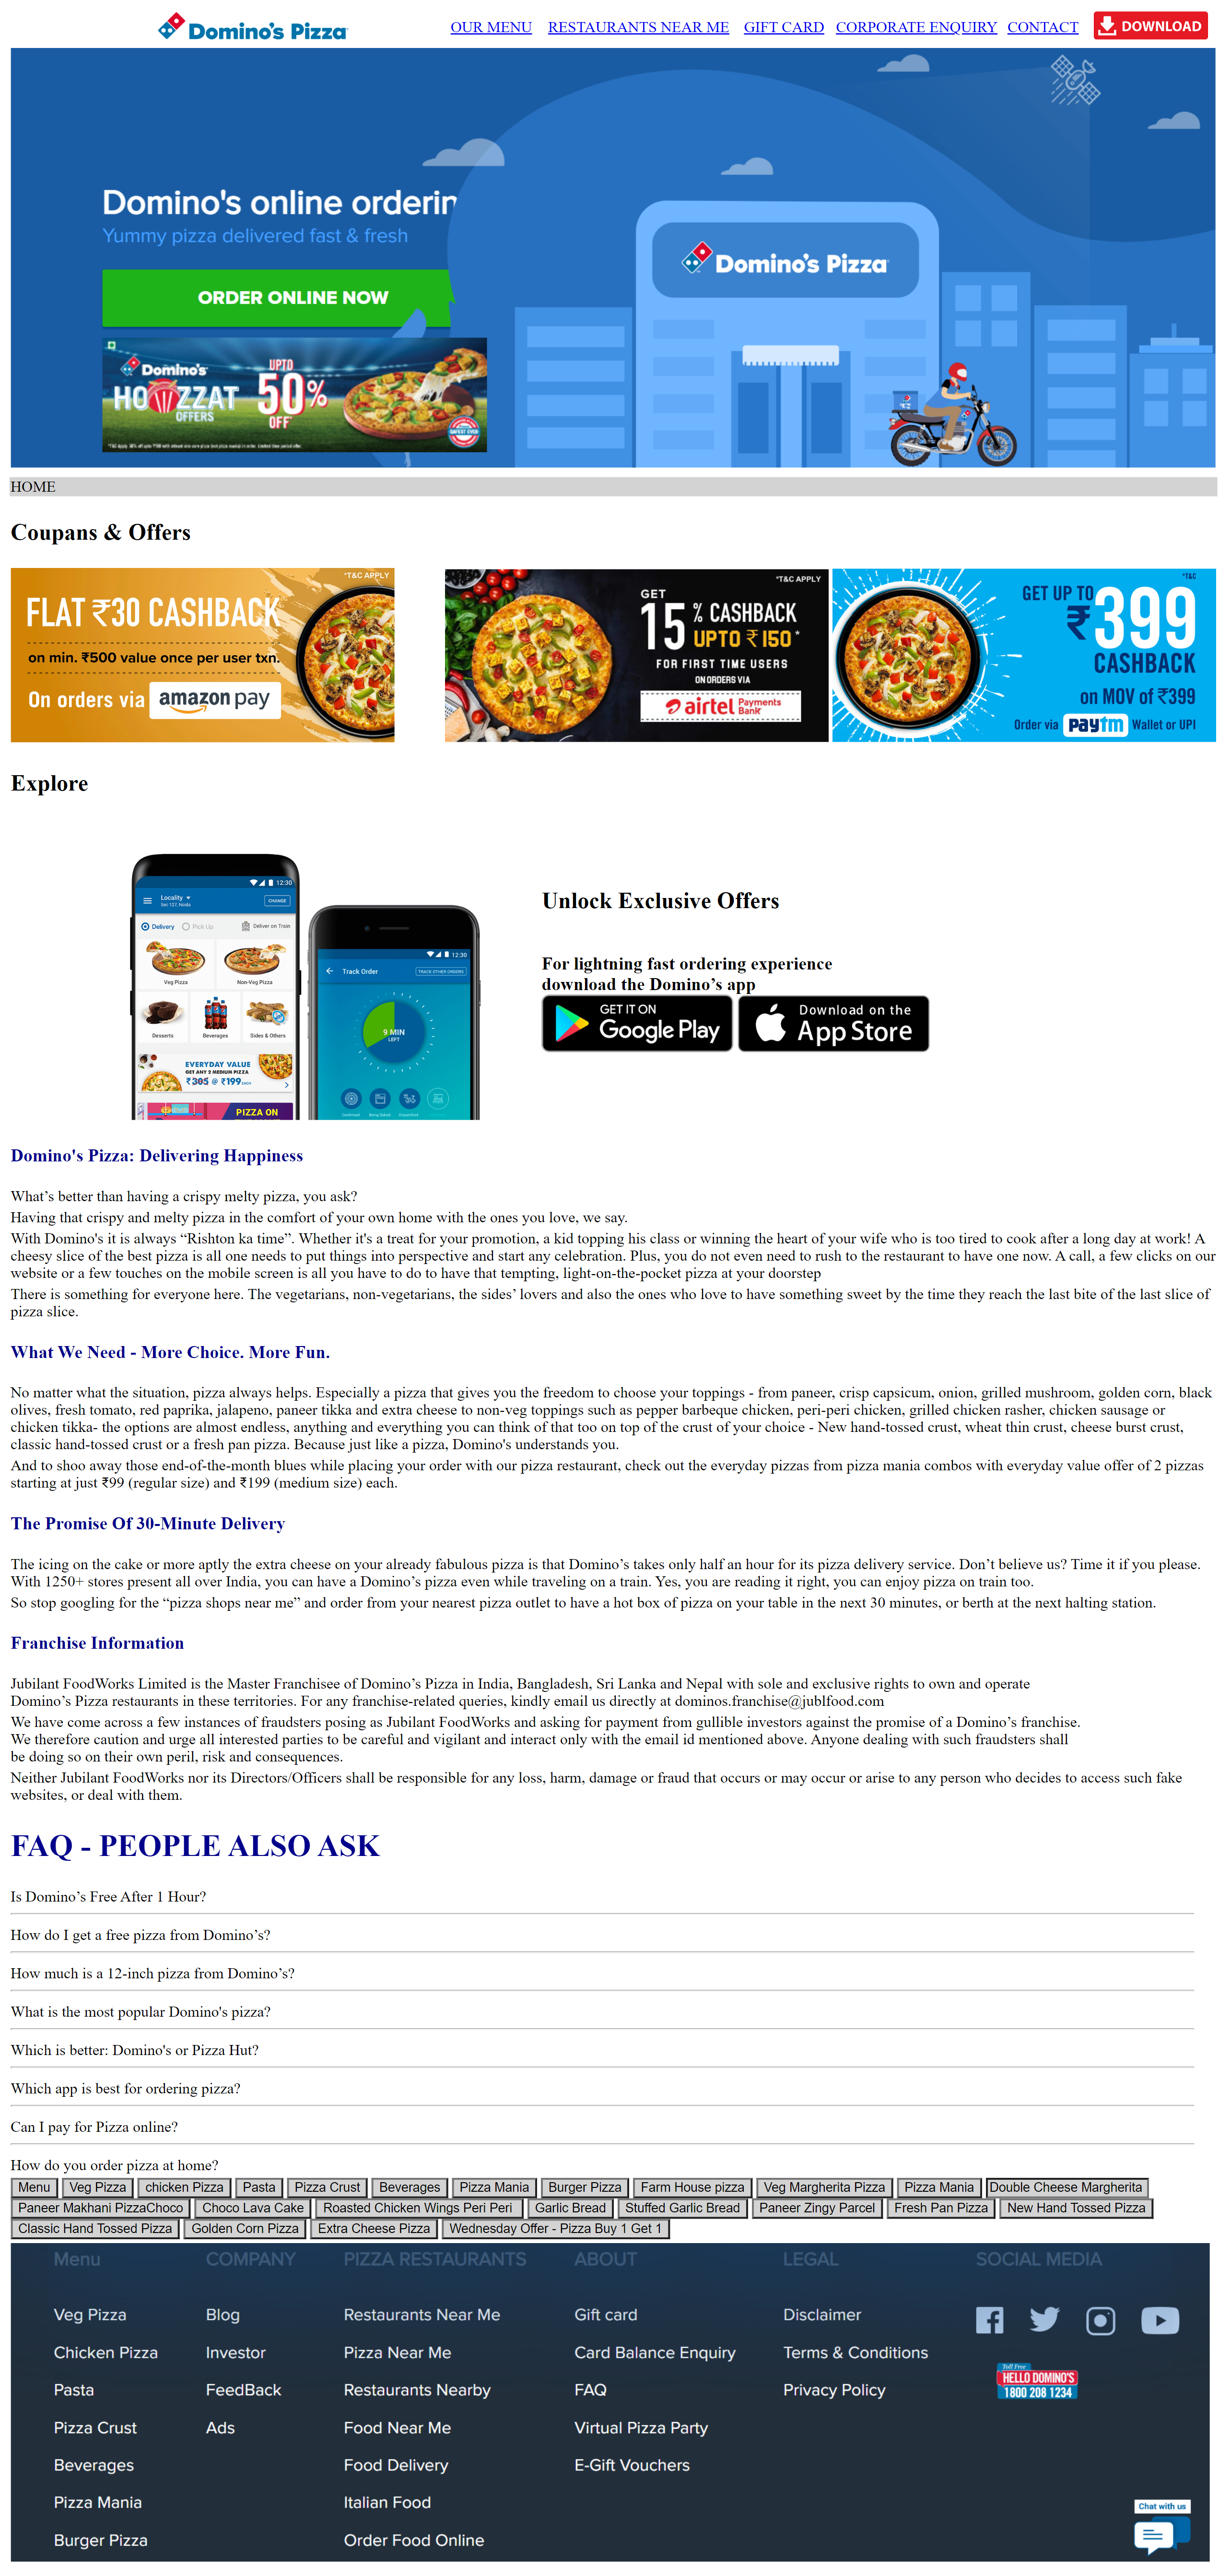 Domino's Pizza
OUR MENU RESTAURANTS NEAR ME GIFT CARD CORPORATE ENQUIRY CONTACT DOWNLOAD
Domino's online orderin
Yummy pizza delivered fast & fresh
Domino's Pizza
ORDER ONLINE NOW
Domino's
HOWZZAT
OFFERS
UPTO
50%
OFF*
HOME
Coupans & Offers
*T&C APPLY
FLAT ₹30 CASHBACK
on min. ₹500 value once per user txn.
On orders via amazon pay
*T&C APPLY
GET
15% CASHBACK
UPTO ₹150*
FOR FIRST TIME USERS
ON ORDERS VIA
airtel Payments Bank
*T&C
GET UP TO
₹399
CASHBACK
on MOV of ₹399
Order via paytm Wallet or UPI
Explore
12:30
Locality
Sec 127, Noida
CHANGE
Delivery Pick Up Deliver on Train
Veg Pizza Non-Veg Pizza
Desserts Beverages Sides & Others
EVERYDAY VALUE
GET ANY 2 MEDIUM PIZZA
₹305 @ ₹199 EACH
PIZZA ON
12:30
Track Order TRACK OTHER ORDERS
9 MIN
LEFT
Unlock Exclusive Offers
For lightning fast ordering experience
download the Domino’s app
GET IT ON
Google Play
Download on the
App Store
Domino's Pizza: Delivering Happiness
What’s better than having a crispy melty pizza, you ask?
Having that crispy and melty pizza in the comfort of your own home with the ones you love, we say.
With Domino's it is always “Rishton ka time”. Whether it's a treat for your promotion, a kid topping his class or winning the heart of your wife who is too tired to cook after a long day at work! A
cheesy slice of the best pizza is all one needs to put things into perspective and start any celebration. Plus, you do not even need to rush to the restaurant to have one now. A call, a few clicks on our
website or a few touches on the mobile screen is all you have to do to have that tempting, light-on-the-pocket pizza at your doorstep
There is something for everyone here. The vegetarians, non-vegetarians, the sides’ lovers and also the ones who love to have something sweet by the time they reach the last bite of the last slice of
pizza slice.
What We Need - More Choice. More Fun.
No matter what the situation, pizza always helps. Especially a pizza that gives you the freedom to choose your toppings - from paneer, crisp capsicum, onion, grilled mushroom, golden corn, black
olives, fresh tomato, red paprika, jalapeno, paneer tikka and extra cheese to non-veg toppings such as pepper barbeque chicken, peri-peri chicken, grilled chicken rasher, chicken sausage or
chicken tikka- the options are almost endless, anything and everything you can think of that too on top of the crust of your choice - New hand-tossed crust, wheat thin crust, cheese burst crust,
classic hand-tossed crust or a fresh pan pizza. Because just like a pizza, Domino's understands you.
And to shoo away those end-of-the-month blues while placing your order with our pizza restaurant, check out the everyday pizzas from pizza mania combos with everyday value offer of 2 pizzas
starting at just ₹99 (regular size) and ₹199 (medium size) each.
The Promise Of 30-Minute Delivery
The icing on the cake or more aptly the extra cheese on your already fabulous pizza is that Domino’s takes only half an hour for its pizza delivery service. Don’t believe us? Time it if you please.
With 1250+ stores present all over India, you can have a Domino’s pizza even while traveling on a train. Yes, you are reading it right, you can enjoy pizza on train too.
So stop googling for the “pizza shops near me” and order from your nearest pizza outlet to have a hot box of pizza on your table in the next 30 minutes, or berth at the next halting station.
Franchise Information
Jubilant FoodWorks Limited is the Master Franchisee of Domino’s Pizza in India, Bangladesh, Sri Lanka and Nepal with sole and exclusive rights to own and operate
Domino’s Pizza restaurants in these territories. For any franchise-related queries, kindly email us directly at dominos.franchise@jublfood.com
We have come across a few instances of fraudsters posing as Jubilant FoodWorks and asking for payment from gullible investors against the promise of a Domino’s franchise.
We therefore caution and urge all interested parties to be careful and vigilant and interact only with the email id mentioned above. Anyone dealing with such fraudsters shall
be doing so on their own peril, risk and consequences.
Neither Jubilant FoodWorks nor its Directors/Officers shall be responsible for any loss, harm, damage or fraud that occurs or may occur or arise to any person who decides to access such fake
websites, or deal with them.
FAQ - PEOPLE ALSO ASK
Is Domino’s Free After 1 Hour?
How do I get a free pizza from Domino’s?
How much is a 12-inch pizza from Domino’s?
What is the most popular Domino's pizza?
Which is better: Domino's or Pizza Hut?
Which app is best for ordering pizza?
Can I pay for Pizza online?
How do you order pizza at home?
Menu Veg Pizza chicken Pizza Pasta Pizza Crust Beverages Pizza Mania Burger Pizza Farm House pizza Veg Margherita Pizza Pizza Mania Double Cheese Margherita
Paneer Makhani PizzaChoco Choco Lava Cake Roasted Chicken Wings Peri Peri Garlic Bread Stuffed Garlic Bread Paneer Zingy Parcel Fresh Pan Pizza New Hand Tossed Pizza
Classic Hand Tossed Pizza Golden Corn Pizza Extra Cheese Pizza Wednesday Offer - Pizza Buy 1 Get 1
Menu COMPANY PIZZA RESTAURANTS ABOUT LEGAL SOCIAL MEDIA
Veg Pizza Blog Restaurants Near Me Gift card Disclaimer
Chicken Pizza Investor Pizza Near Me Card Balance Enquiry Terms & Conditions
Pasta FeedBack Restaurants Nearby FAQ Privacy Policy
Toll Free
HELLO DOMINO'S
1800 208 1234
Pizza Crust Ads Food Near Me Virtual Pizza Party
Beverages Food Delivery E-Gift Vouchers
Pizza Mania Italian Food
Chat with us
Burger Pizza Order Food Online